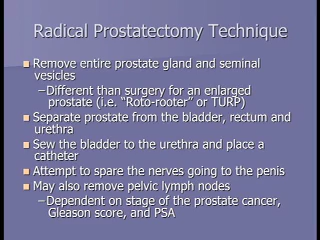 Radical Prostatectomy Technique
Remove entire prostate gland and seminal
vesicles
–Different than surgery for an enlarged
prostate (i.e. “Roto-rooter” or TURP)
Separate prostate from the bladder, rectum and
urethra
Sew the bladder to the urethra and place a
catheter
Attempt to spare the nerves going to the penis
May also remove pelvic lymph nodes
–Dependent on stage of the prostate cancer,
Gleason score, and PSA